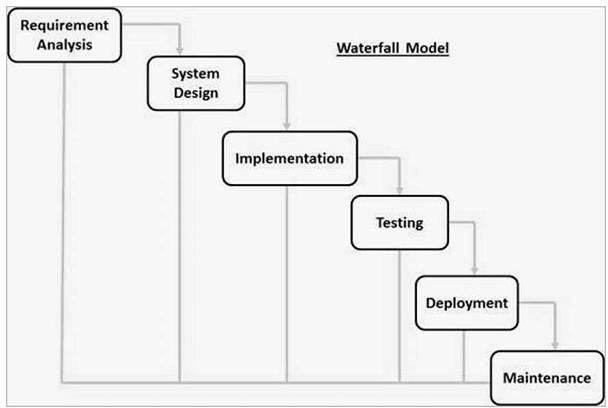 Requirement
Analysis
Waterfall Model
System
Design
Implementation
Testing
Deployment
Maintenance